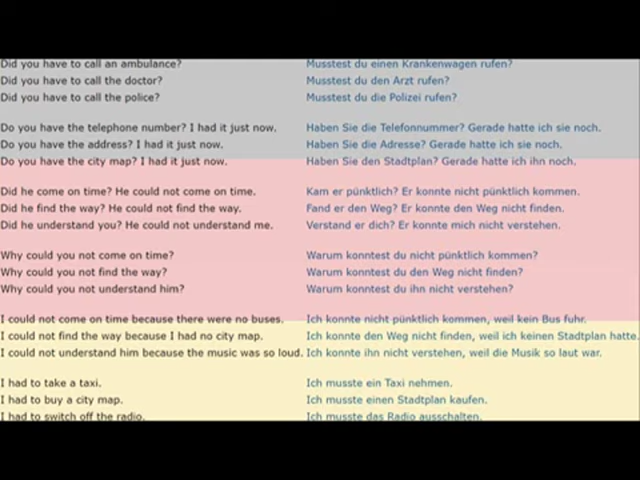 Did you have to call an ambulance? Musstest du einen Krankenwagen rufen?
Did you have to call the doctor? Musstest du den Arzt rufen?
Did you have to call the police? Musstest du die Polizei rufen?
Do you have the telephone number? I had it just now. Haben Sie die Telefonnummer? Gerade hatte ich sie noch.
Do you have the address? I had it just now. Haben Sie die Adresse? Gerade hatte ich sie noch.
Do you have the city map? I had it just now. Haben Sie den Stadtplan? Gerade hatte ich ihn noch.
Did he come on time? He could not come on time. Kam er pünktlich? Er konnte nicht pünktlich kommen.
Did he find the way? He could not find the way. Fand er den Weg? Er konnte den Weg nicht finden.
Did he understand you? He could not understand me. Verstand er dich? Er konnte mich nicht verstehen.
Why could you not come on time? Warum konntest du nicht pünktlich kommen?
Why could you not find the way? Warum konntest du den Weg nicht finden?
Why could you not understand him? Warum konntest du ihn nicht verstehen?
I could not come on time because there were no buses. Ich konnte nicht pünktlich kommen, weil kein Bus fuhr.
I could not find the way because I had no city map. Ich konnte den Weg nicht finden, weil ich keinen Stadtplan hatte.
I could not understand him because the music was so loud. Ich konnte ihn nicht verstehen, weil die Musik so laut war.
I had to take a taxi. Ich musste ein Taxi nehmen.
I had to buy a city map. Ich musste einen Stadtplan kaufen.
I had to switch off the radio. Ich musste das Radio ausschalten.